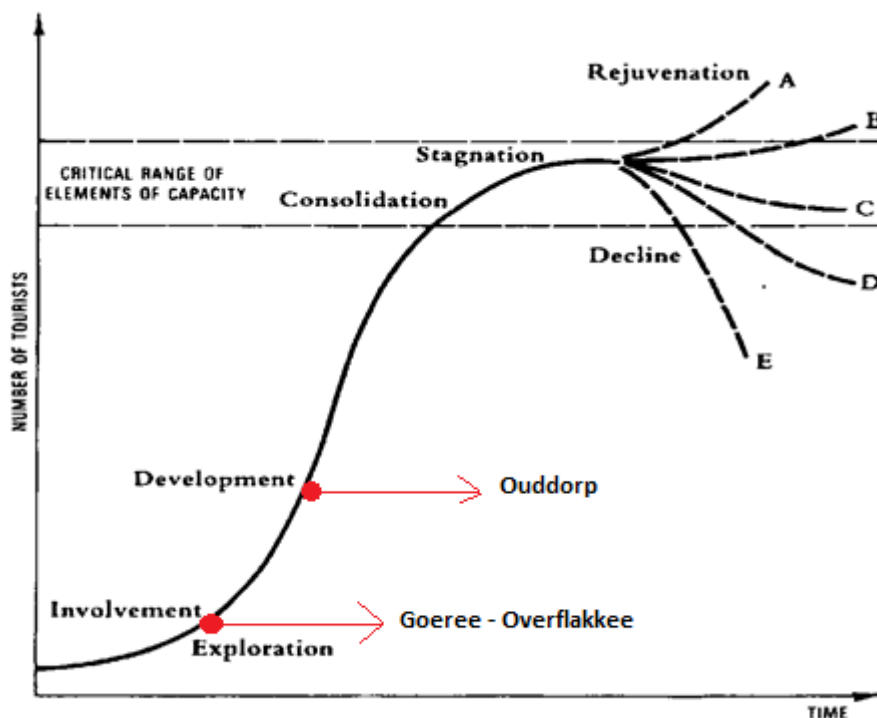 Rejuvenation
A
B
CRITICAL RANGE OF
ELEMENTS OF CAPACITY
Stagnation
Consolidation
C
Decline
D
E
NUMBER OF TOURISTS
Development
Ouddorp
Involvement
Goeree - Overflakkee
Exploration
TIME